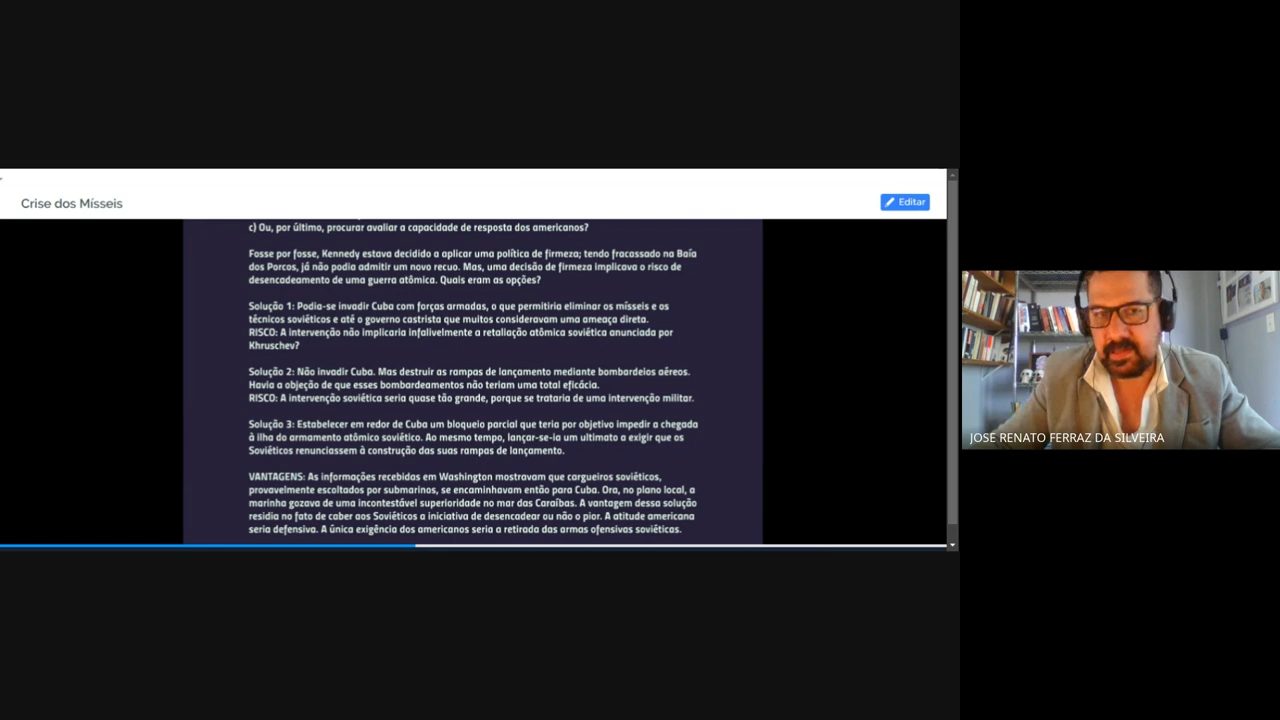 Crise dos Mísseis
Editar
c) Ou, por último, procurar avaliar a capacidade de resposta dos americanos?
Fosse por fosse, Kennedy estava decidido a aplicar uma política de firmeza; tendo fracassado na Baía
dos Porcos, já não podia admitir um novo recuo. Mas, uma decisão de firmeza implicava o risco de
desencadeamento de uma guerra atômica. Quais eram as opções?
Solução 1: Podia-se invadir Cuba com forças armadas, o que permitiria eliminar os mísseis e os
técnicos soviéticos e até o governo castrista que muitos consideravam uma ameaça direta.
RISCO: A intervenção não implicaria infalivelmente a retaliação atômica soviética anunciada por
Khruschev?
Solução 2: Não invadir Cuba. Mas destruir as rampas de lançamento mediante bombardeios aéreos.
Havia a objeção de que esses bombardeamentos não teriam uma total eficácia.
RISCO: A intervenção soviética seria quase tão grande, porque se trataria de uma intervenção militar.
Solução 3: Estabelecer em redor de Cuba um bloqueio parcial que teria por objetivo impedir a chegada
à ilha do armamento atômico soviético. Ao mesmo tempo, lançar-se-ia um ultimato a exigir que os
Soviéticos renunciassem à construção das suas rampas de lançamento.
VANTAGENS: As informações recebidas em Washington mostravam que cargueiros soviéticos,
provavelmente escoltados por submarinos, se encaminhavam então para Cuba. Ora, no plano local, a
marinha gozava de uma incontestável superioridade no mar das Caraíbas. A vantagem dessa solução
residia no fato de caber aos Soviéticos a iniciativa de desencadear ou não o pior. A atitude americana
seria defensiva. A única exigência dos americanos seria a retirada das armas ofensivas soviéticas.
JOSE RENATO FERRAZ DA SILVEIRA